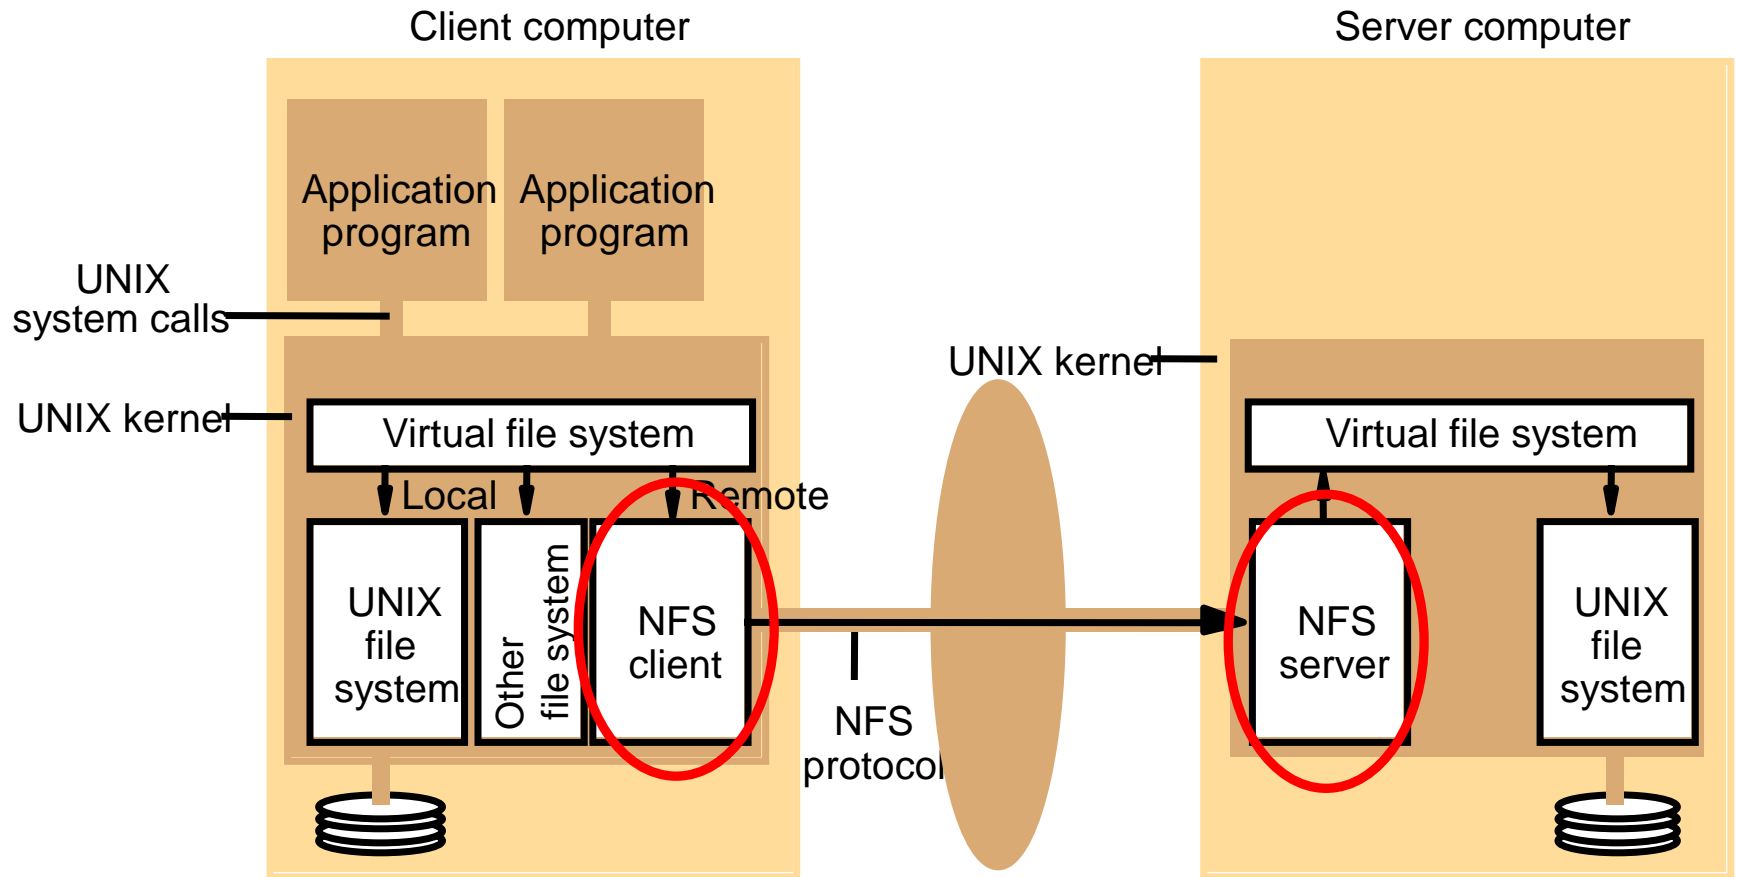 Client computer
Server computer
Application
program
Application
program
UNIX
system calls
UNIX kernel
UNIX kernel
Virtual file system
Virtual file system
Local
Remote
UNIX
file
system
Other
file system
NFS
client
NFS
protocol
NFS
server
UNIX
file
system